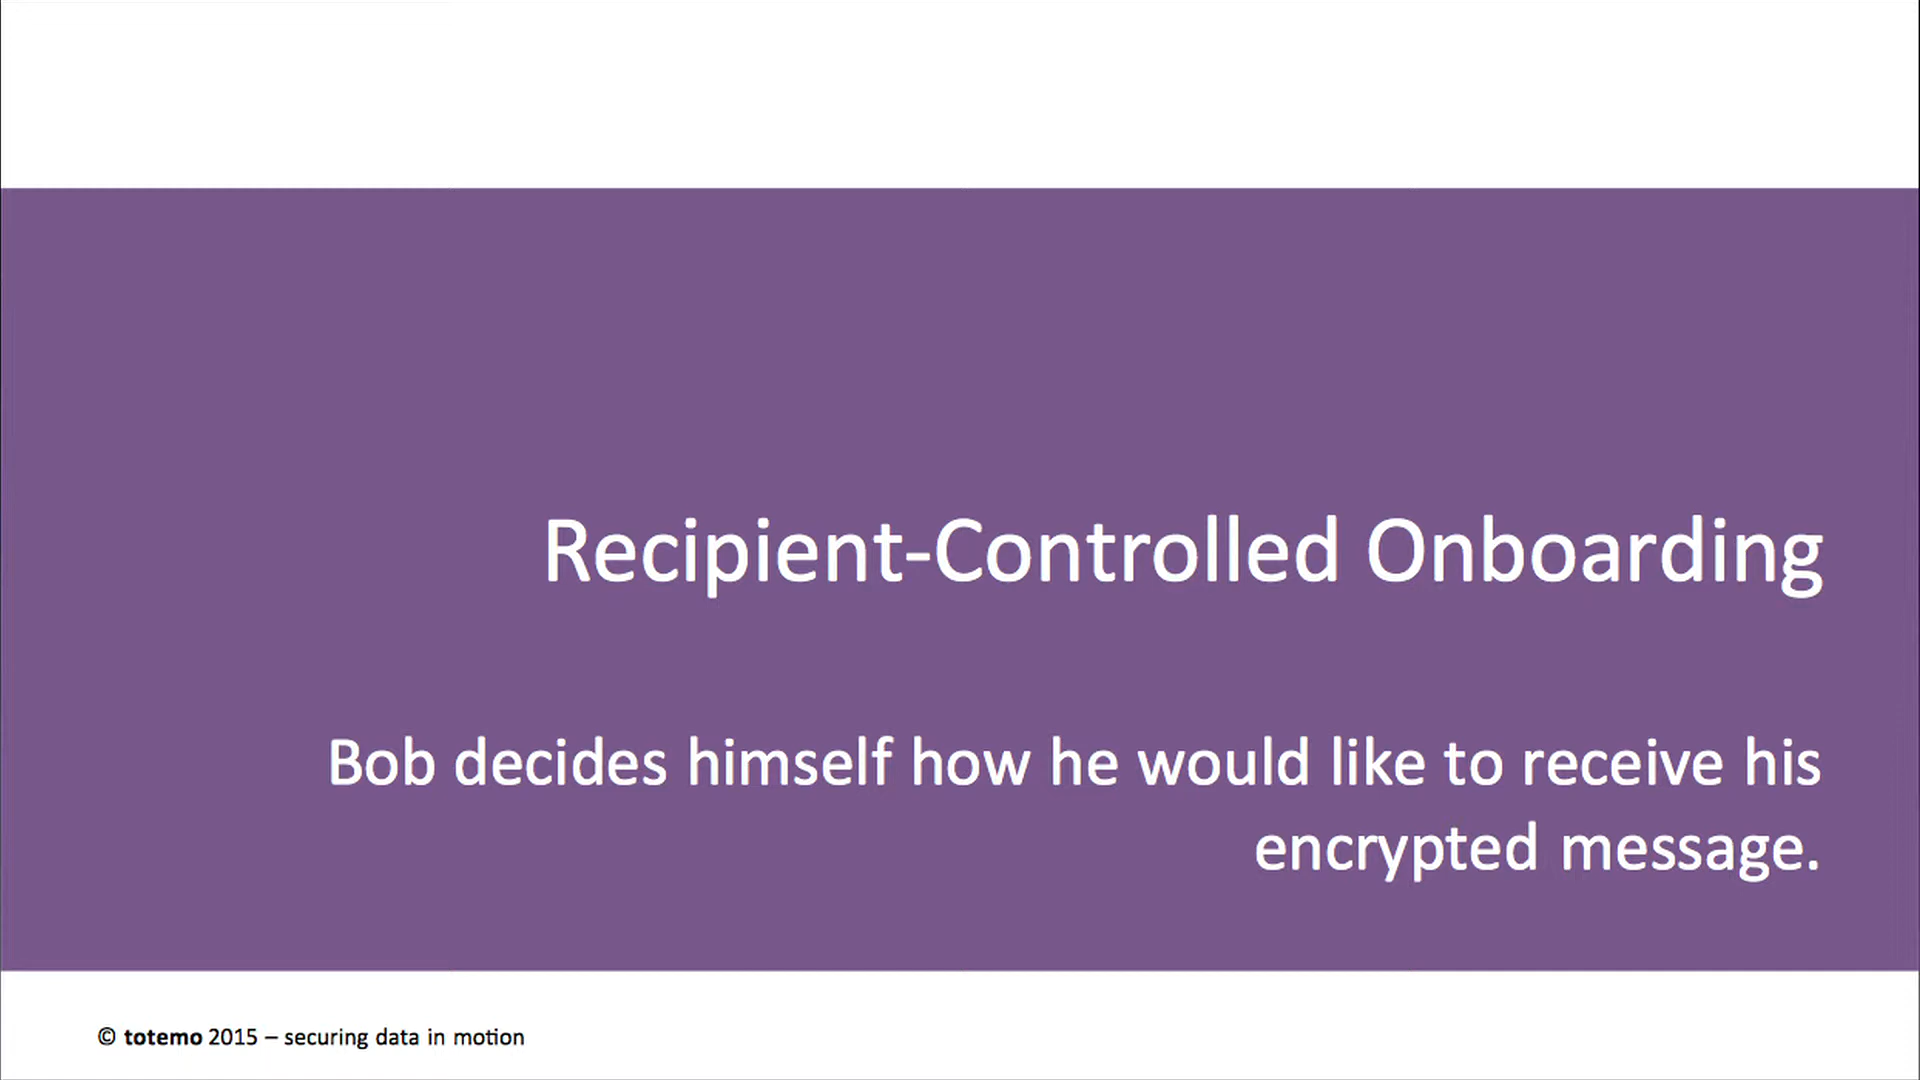 Recipient-Controlled Onboarding
Bob decides himself how he would like to receive his
encrypted message.
© totemo 2015 – securing data in motion